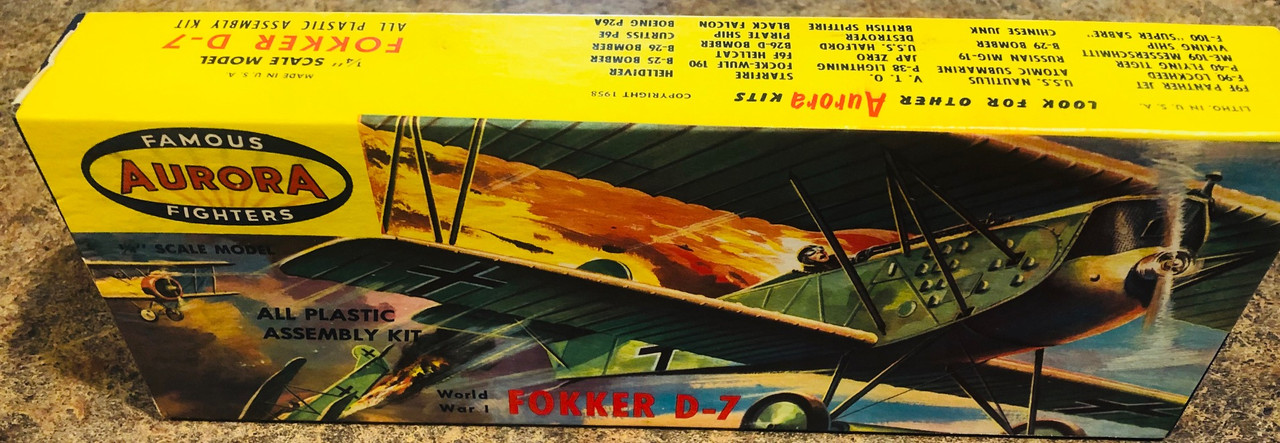 LITHO. IN U. S. A.
LOOK FOR OTHER Aurora KITS
COPYRIGHT 1958
F9F PANTHER JET
F-90 LOCKHEED
P-40 FLYING TIGER
ME-109 MESSERSCHMITT
VIKING SHIP
F-100 "SUPER SABRE"
U.S.S. NAUTILUS
ATOMIC SUBMARINE
RUSSIAN MIG-19
B-29 BOMBER
CHINESE JUNK
V. T. O.
P-38 LIGHTNING
JAP ZERO
U.S.S. HALFORD
DESTROYER
BRITISH SPITFIRE
STARFIRE
FOCKE-WULFE 190
F6F HELLCAT
B26-D BOMBER
PIRATE SHIP
BLACK FALCON
HELLDIVER
B-25 BOMBER
B-26 BOMBER
CURTISS P6E
BOEING P26A
MADE IN U. S. A.
¼" SCALE MODEL
FOKKER D-7
ALL PLASTIC ASSEMBLY KIT
FAMOUS
AURORA
FIGHTERS
¼" SCALE MODEL
ALL PLASTIC
ASSEMBLY KIT
World
War I
FOKKER D-7